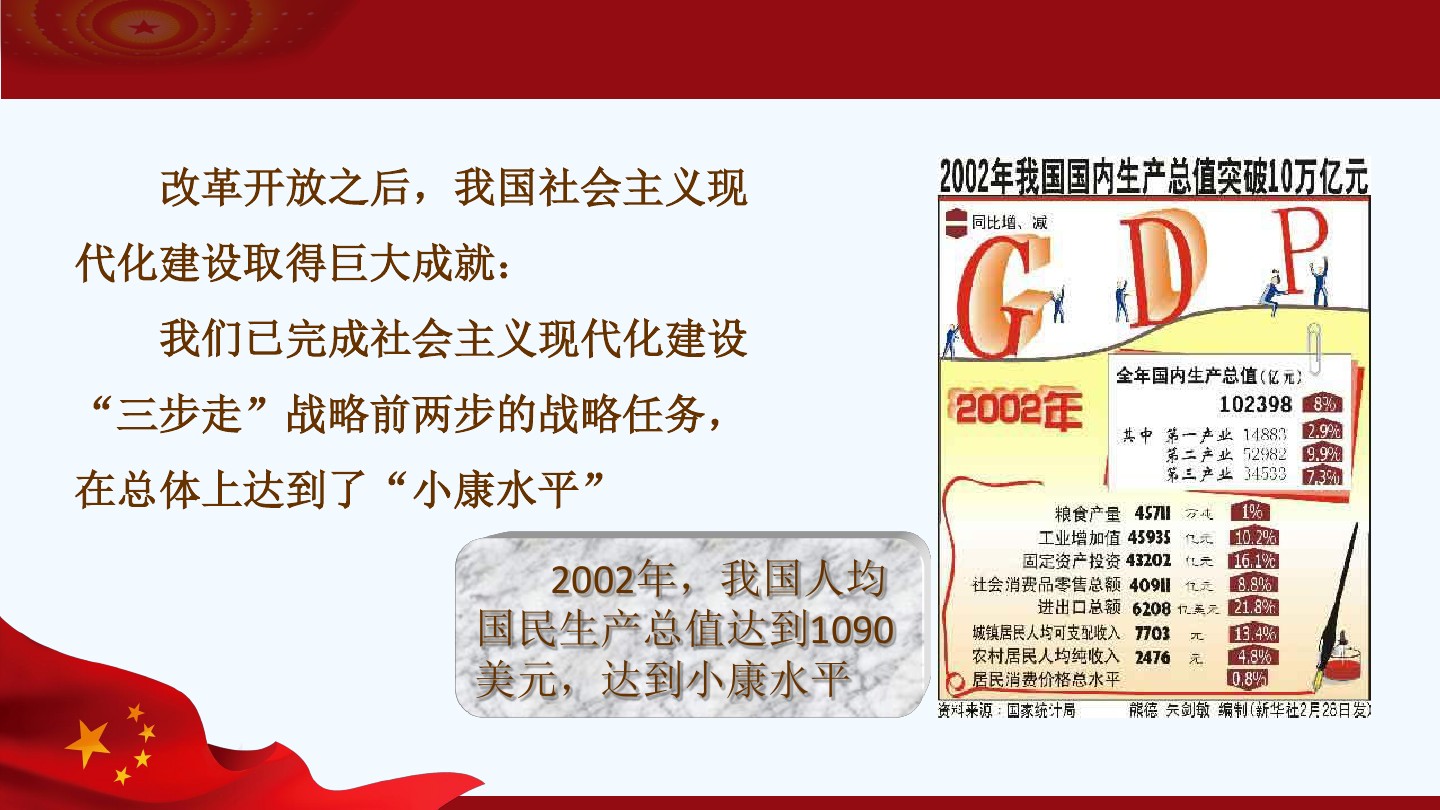 改革开放之后，我国社会主义现
代化建设取得巨大成就：
我们已完成社会主义现代化建设
“三步走”战略前两步的战略任务，
在总体上达到了“小康水平”
2002年，我国人均
国民生产总值达到1090
美元，达到小康水平
2002年我国国内生产总值突破10万亿元
同比增、减
GDP
2002年
全年国内生产总值(亿元)
102398 8%
其中 第一产业 14883 2.9%
第二产业 52982 9.9%
第三产业 34533 7.3%
粮食产量 45711 万吨 1%
工业增加值 45935 亿元 10.2%
固定资产投资 43202 亿元 16.1%
社会消费品零售总额 40911 亿元 8.8%
进出口总额 6208 亿美元 21.8%
城镇居民人均可支配收入 7703 元 13.4%
农村居民人均纯收入 2476 元 4.8%
居民消费价格总水平 0.8%
资料来源：国家统计局 熊德 朱剑敏 编制(新华社2月28日发)